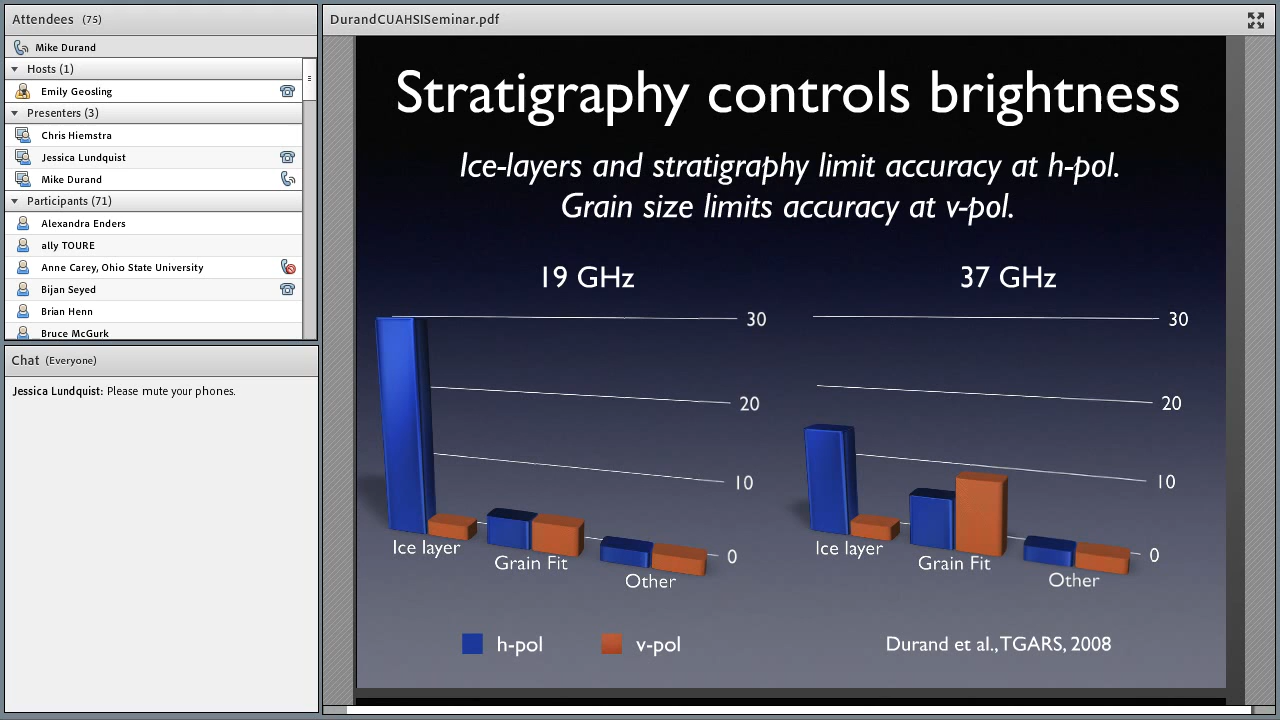 Attendees (75)
Mike Durand
Hosts (1)
Emily Geosling
Presenters (3)
Chris Hiemstra
Jessica Lundquist
Mike Durand
Participants (71)
Alexandra Enders
ally TOURE
Anne Carey, Ohio State University
Bijan Seyed
Brian Henn
Bruce McGurk
Chat (Everyone)
Jessica Lundquist: Please mute your phones.
DurandCUAHSISeminar.pdf
Stratigraphy controls brightness
Ice-layers and stratigraphy limit accuracy at h-pol.
Grain size limits accuracy at v-pol.
19 GHz
30
20
10
0
Ice layer
Grain Fit
Other
37 GHz
30
20
10
0
Ice layer
Grain Fit
Other
h-pol
v-pol
Durand et al., TGARS, 2008